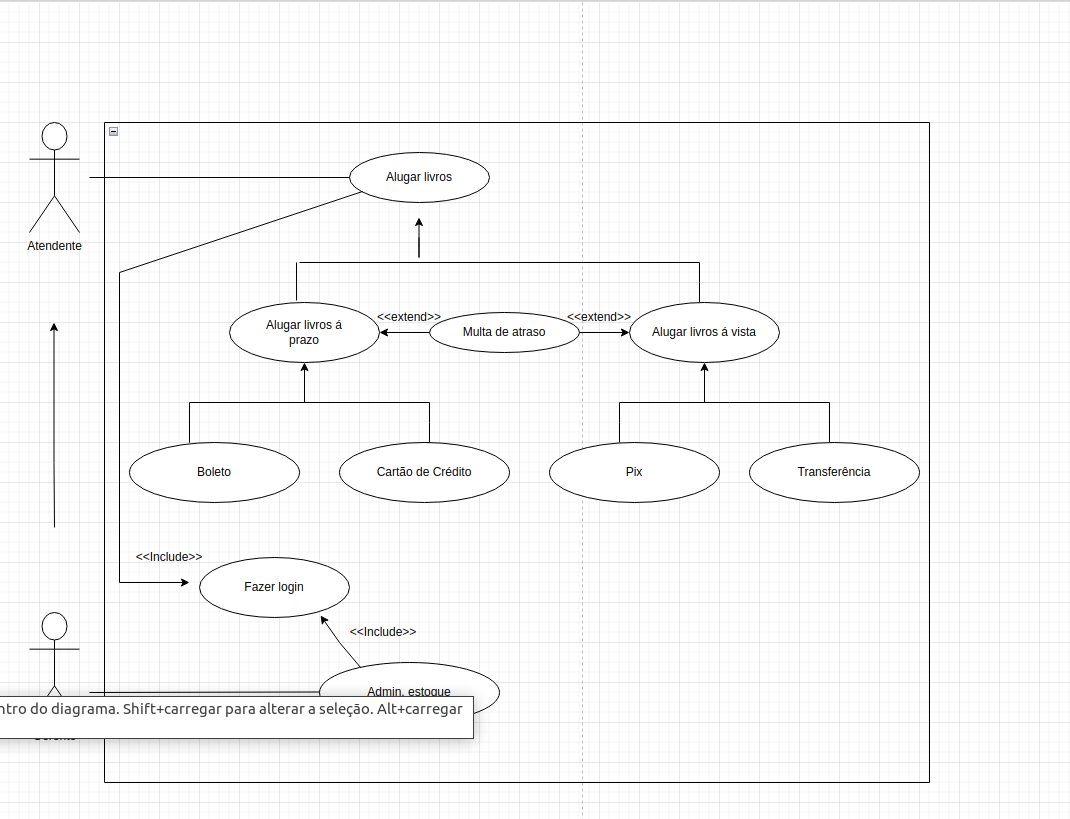 Alugar livros
Atendente
<<extend>>
<<extend>>
Alugar livros á
prazo
Multa de atraso
Alugar livros á vista
Boleto
Cartão de Crédito
Pix
Transferência
<<Include>>
Fazer login
<<Include>>
Admin. estoque
do diagrama. Shift+carregar para alterar a seleção. Alt+carregar